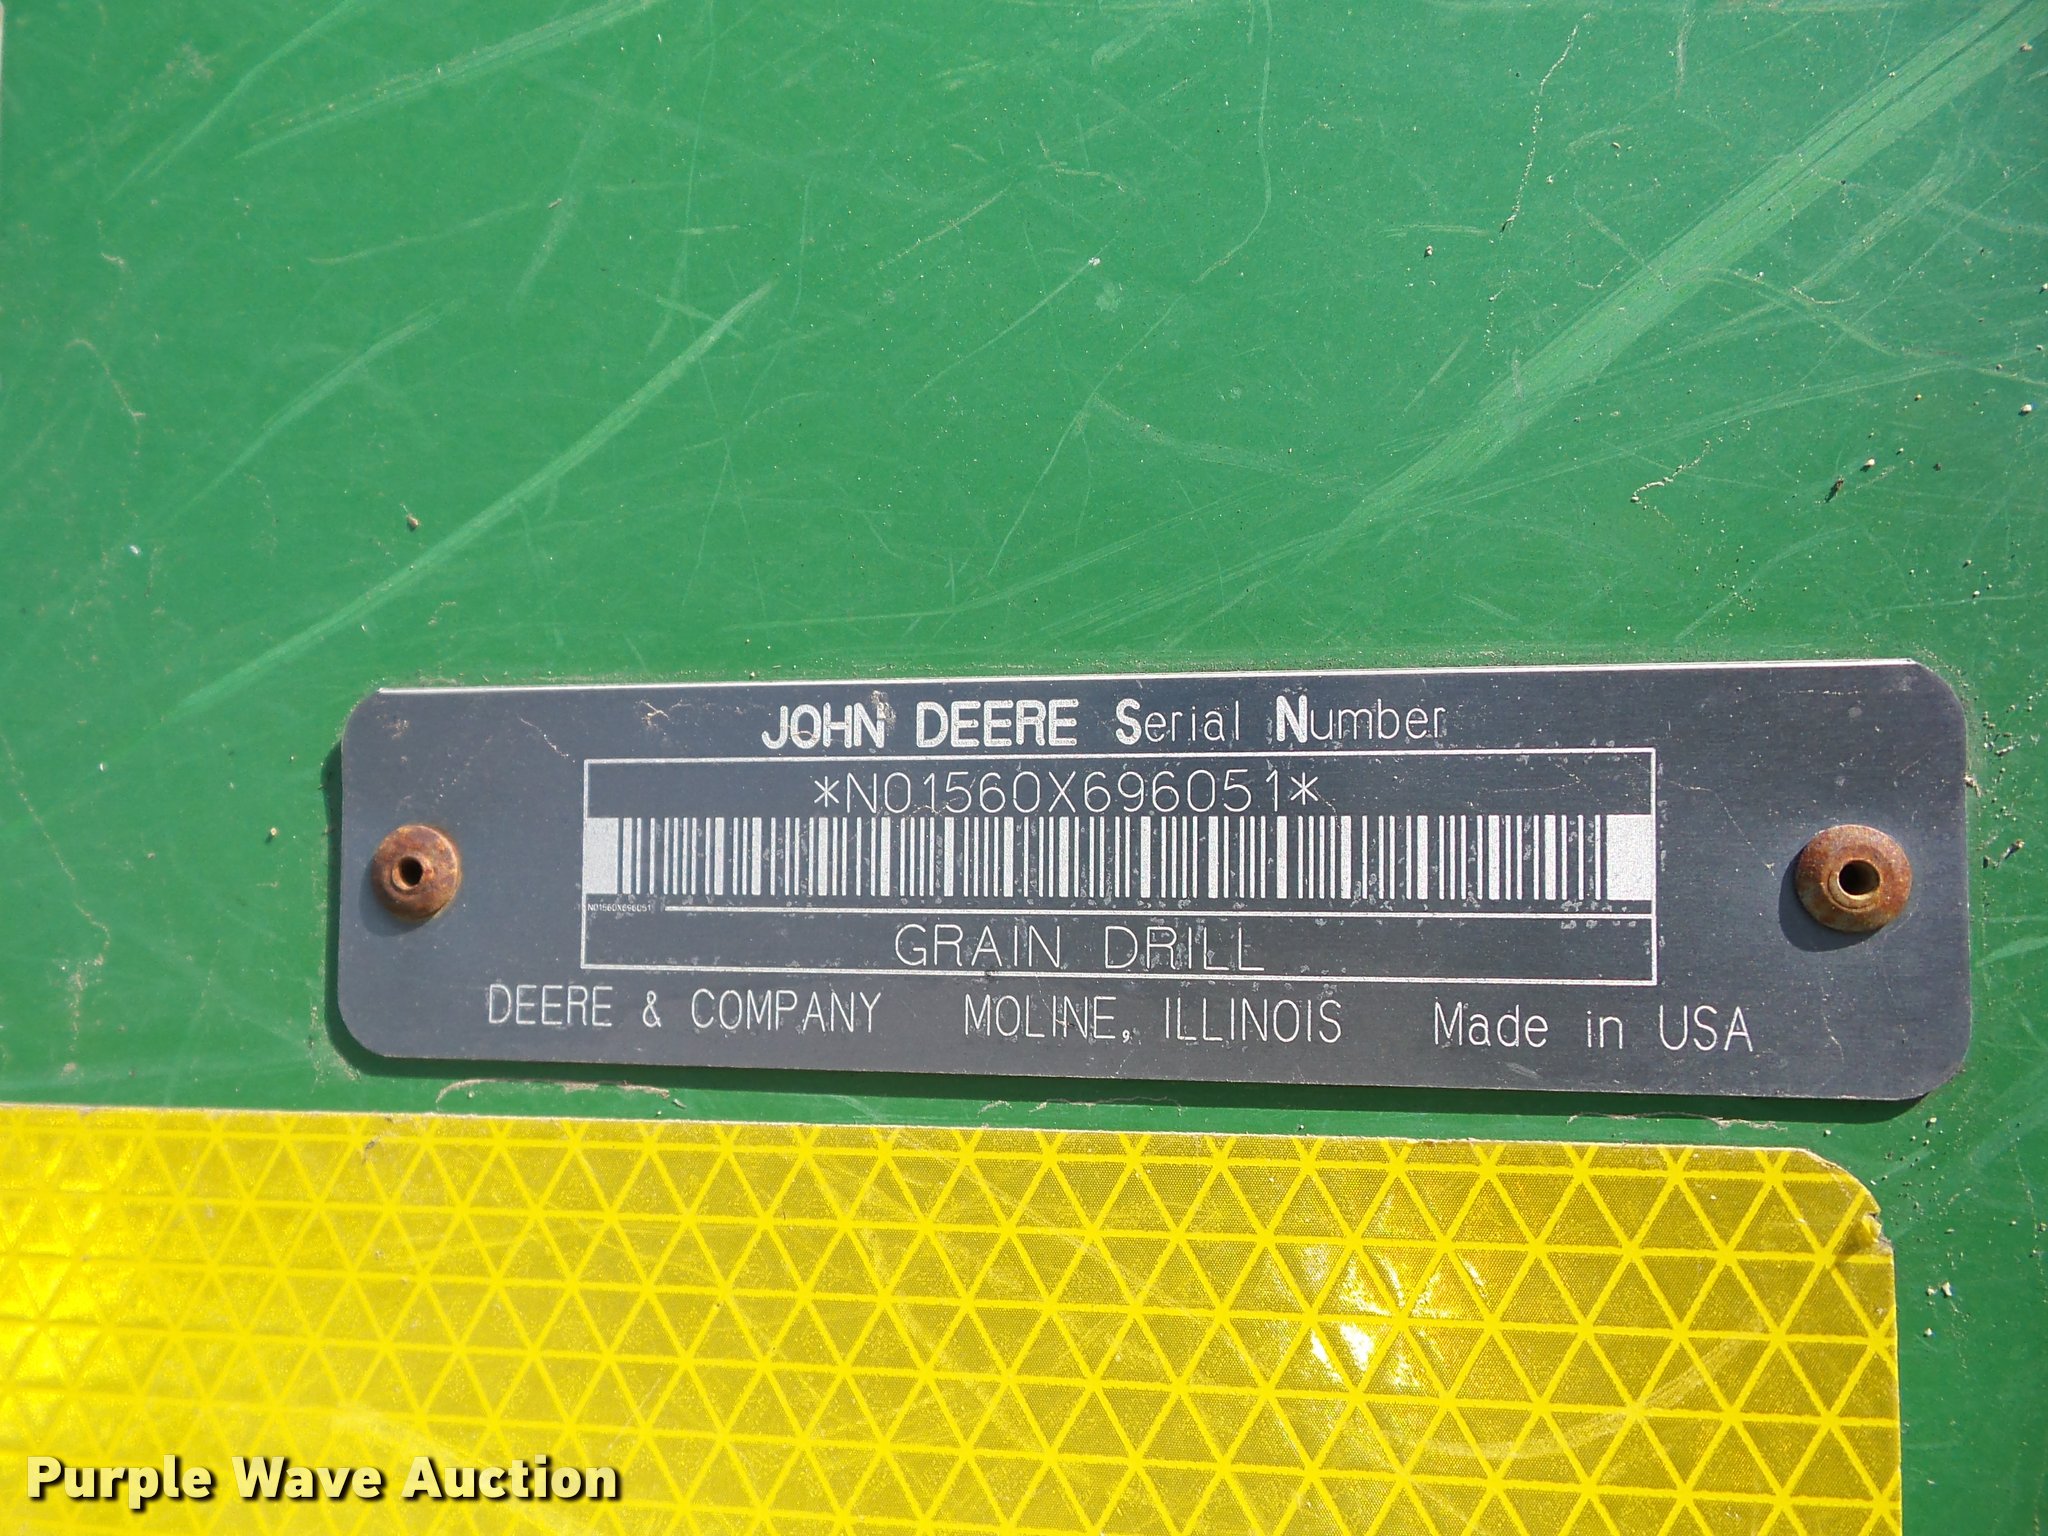 JOHN DEERE Serial Number
*N01560X696051*
N01560X696051
GRAIN DRILL
DEERE & COMPANY MOLINE, ILLINOIS Made in USA
Purple Wave Auction